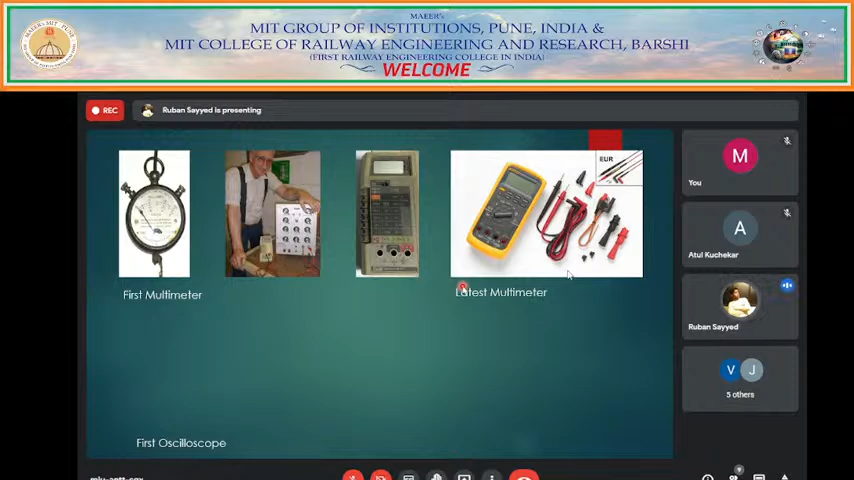 MAEER's
MIT GROUP OF INSTITUTIONS, PUNE, INDIA &
MIT COLLEGE OF RAILWAY ENGINEERING AND RESEARCH, BARSHI
(FIRST RAILWAY ENGINEERING COLLEGE IN INDIA)
WELCOME
REC
Ruban Sayyed is presenting
EUR
First Multimeter
Latest Multimeter
First Oscilloscope
M
You
A
Atul Kuchekar
Ruban Sayyed
V J
5 others
9